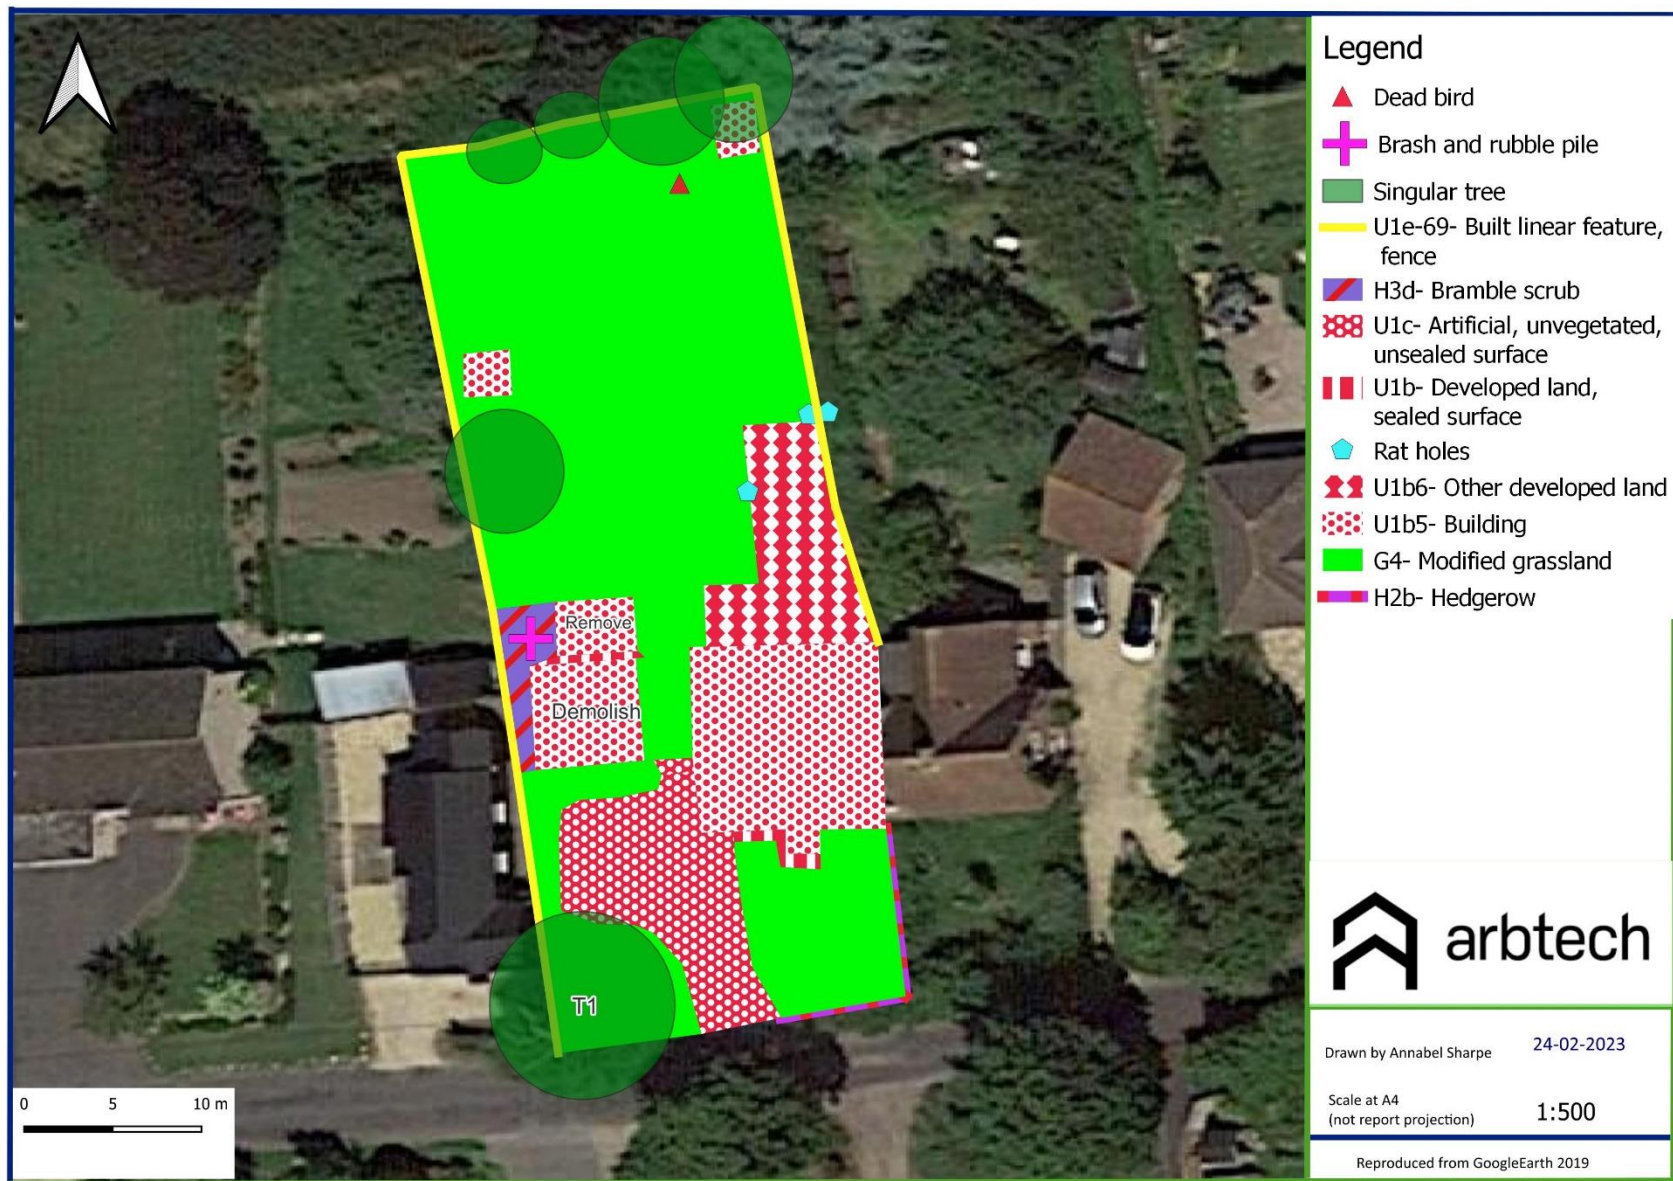 Legend
Dead bird
Brash and rubble pile
Singular tree
U1e-69- Built linear feature,
fence
H3d- Bramble scrub
U1c- Artificial, unvegetated,
unsealed surface
U1b- Developed land,
sealed surface
Rat holes
U1b6- Other developed land
U1b5- Building
G4- Modified grassland
H2b- Hedgerow
Remove
Demolish
T1
0 5 10 m
arbtech
Drawn by Annabel Sharpe 24-02-2023
Scale at A4
(not report projection) 1:500
Reproduced from GoogleEarth 2019